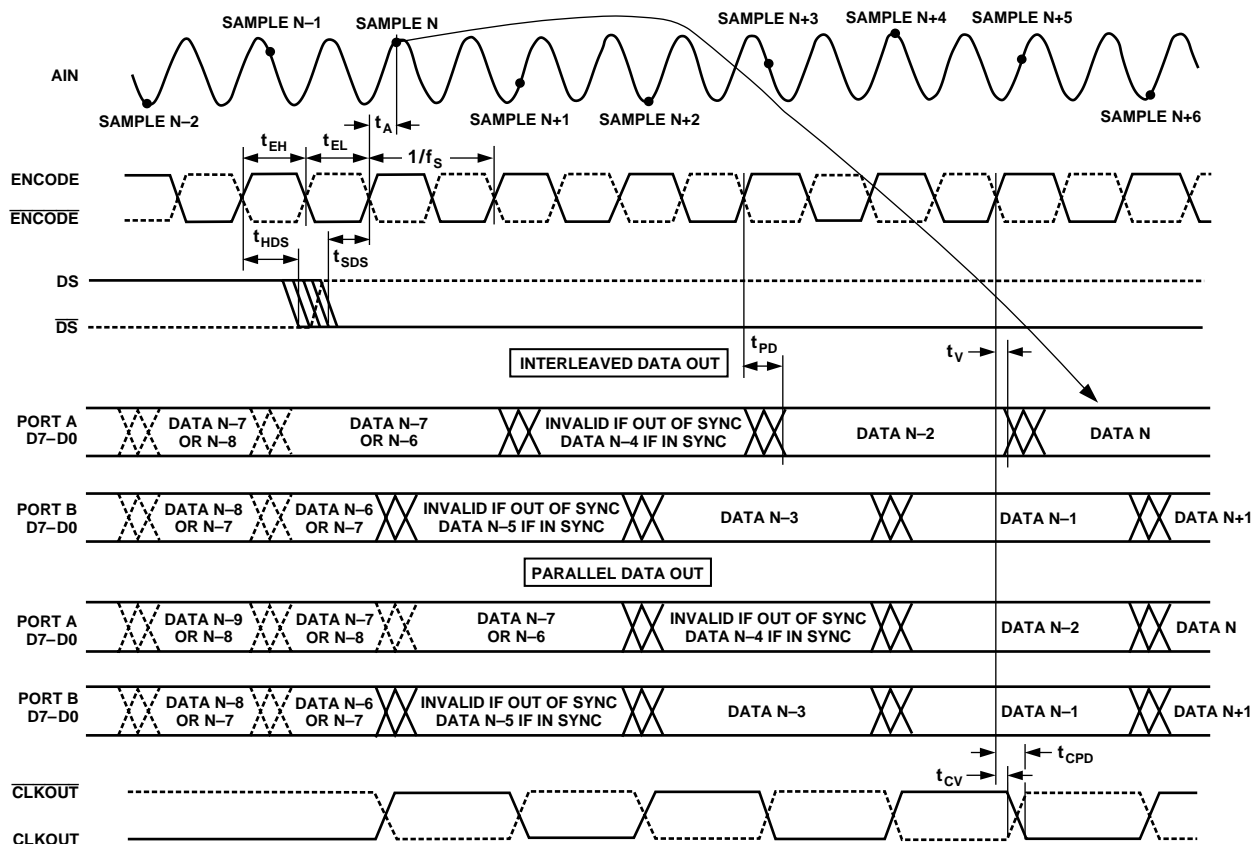 SAMPLE N–1
SAMPLE N
SAMPLE N+3
SAMPLE N+4
SAMPLE N+5
AIN
SAMPLE N–2
tA
SAMPLE N+1
SAMPLE N+2
SAMPLE N+6
tEH
tEL
1/fS
ENCODE
ENCODE
tHDS
tSDS
DS
DS
tPD
tV
INTERLEAVED DATA OUT
PORT A
D7–D0
DATA N–7
OR N–8
DATA N–7
OR N–6
INVALID IF OUT OF SYNC
DATA N–4 IF IN SYNC
DATA N–2
DATA N
PORT B
D7–D0
DATA N–8
OR N–7
DATA N–6
OR N–7
INVALID IF OUT OF SYNC
DATA N–5 IF IN SYNC
DATA N–3
DATA N–1
DATA N+1
PARALLEL DATA OUT
PORT A
D7–D0
DATA N–9
OR N–8
DATA N–7
OR N–8
DATA N–7
OR N–6
INVALID IF OUT OF SYNC
DATA N–4 IF IN SYNC
DATA N–2
DATA N
PORT B
D7–D0
DATA N–8
OR N–7
DATA N–6
OR N–7
INVALID IF OUT OF SYNC
DATA N–5 IF IN SYNC
DATA N–3
DATA N–1
DATA N+1
tCPD
tCV
CLKOUT
CLKOUT